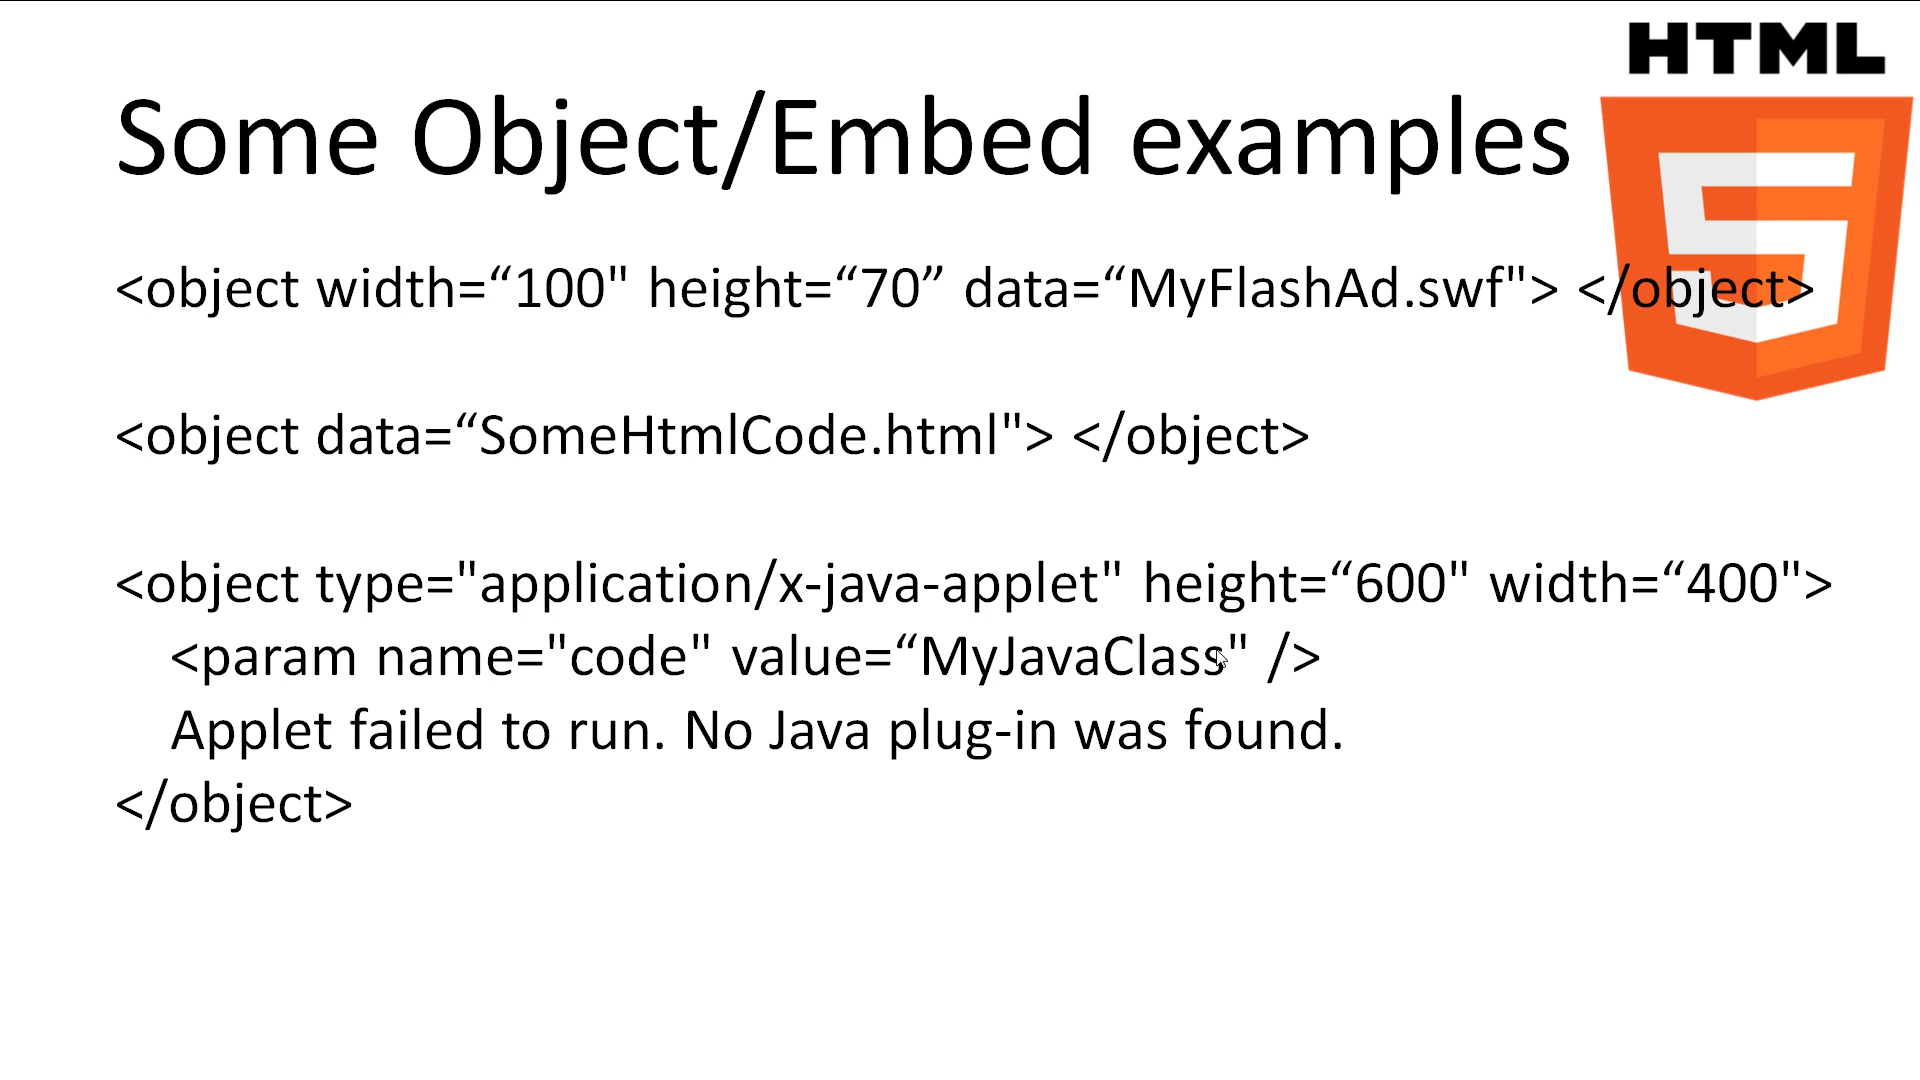 HTML
Some Object/Embed examples
<object width=“100" height=“70” data=“MyFlashAd.swf"> </object>
<object data=“SomeHtmlCode.html"> </object>
<object type="application/x-java-applet" height=“600" width=“400">
<param name="code" value=“MyJavaClass" />
Applet failed to run. No Java plug-in was found.
</object>